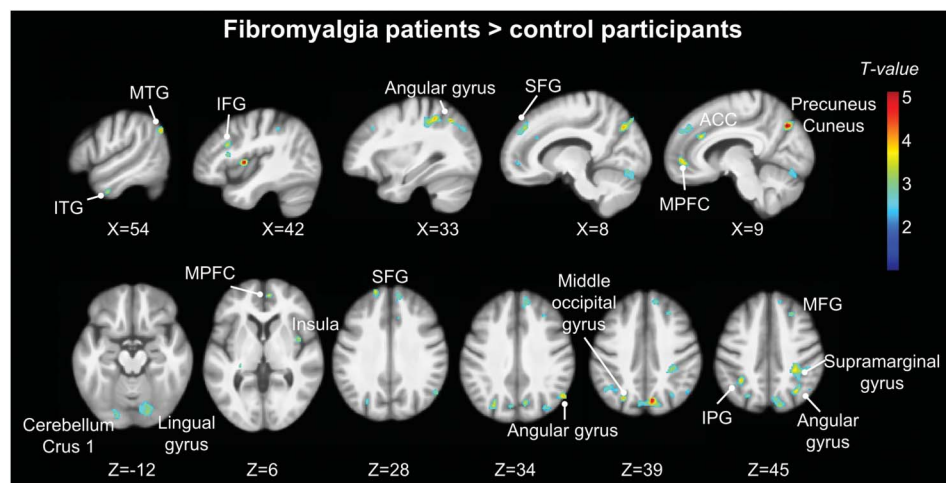 Fibromyalgia patients > control participants
MTG
IFG
Angular gyrus
SFG
ACC
Precuneus
Cuneus
ITG
MPFC
X=54
X=42
X=33
X=8
X=9
T-value
5
4
3
2
MPFC
Insula
SFG
Middle
occipital
gyrus
MFG
Supramarginal
gyrus
Cerebellum
Crus 1
Lingual
gyrus
Angular gyrus
IPG
Angular
gyrus
Z=-12
Z=6
Z=28
Z=34
Z=39
Z=45